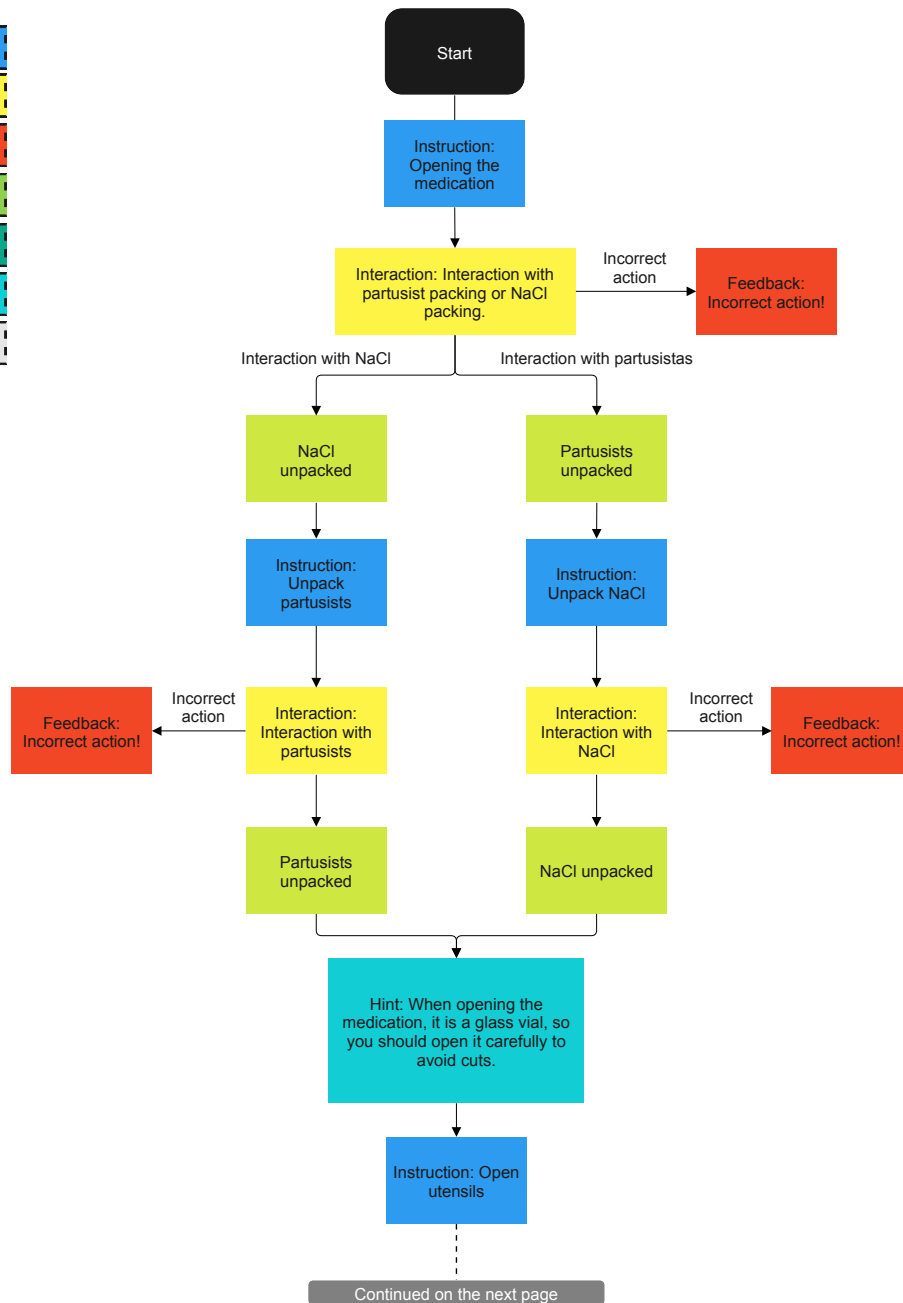 Start
Instruction:
Opening the
medication
Interaction: Interaction with
partusist packing or NaCl
packing.
Incorrect
action
Feedback:
Incorrect action!
Interaction with NaCl
Interaction with partusistas
NaCl
unpacked
Partusists
unpacked
Instruction:
Unpack
partusists
Instruction:
Unpack NaCl
Feedback:
Incorrect action!
Incorrect
action
Interaction:
Interaction with
partusists
Interaction:
Interaction with
NaCl
Incorrect
action
Feedback:
Incorrect action!
Partusists
unpacked
NaCl unpacked
Hint: When opening the
medication, it is a glass vial, so
you should open it carefully to
avoid cuts.
Instruction: Open
utensils
Continued on the next page